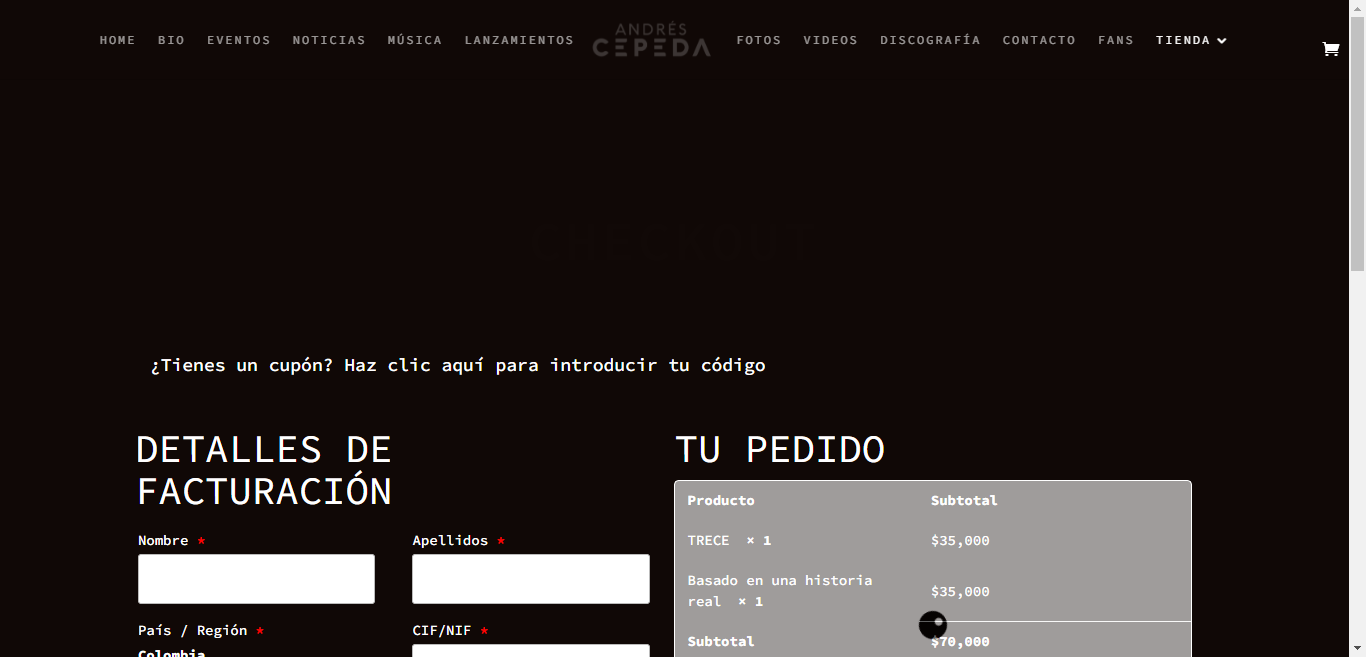 HOME BIO EVENTOS NOTICIAS MÚSICA LANZAMIENTOS ANDRÉS CEPEDA FOTOS VIDEOS DISCOGRAFÍA CONTACTO FANS TIENDA
CHECKOUT
¿Tienes un cupón? Haz clic aquí para introducir tu código
DETALLES DE
FACTURACIÓN
Nombre *
Apellidos *
País / Región *
CIF/NIF *
Colombia
TU PEDIDO
Producto Subtotal
TRECE × 1 $35,000
Basado en una historia
real × 1 $35,000
Subtotal $70,000